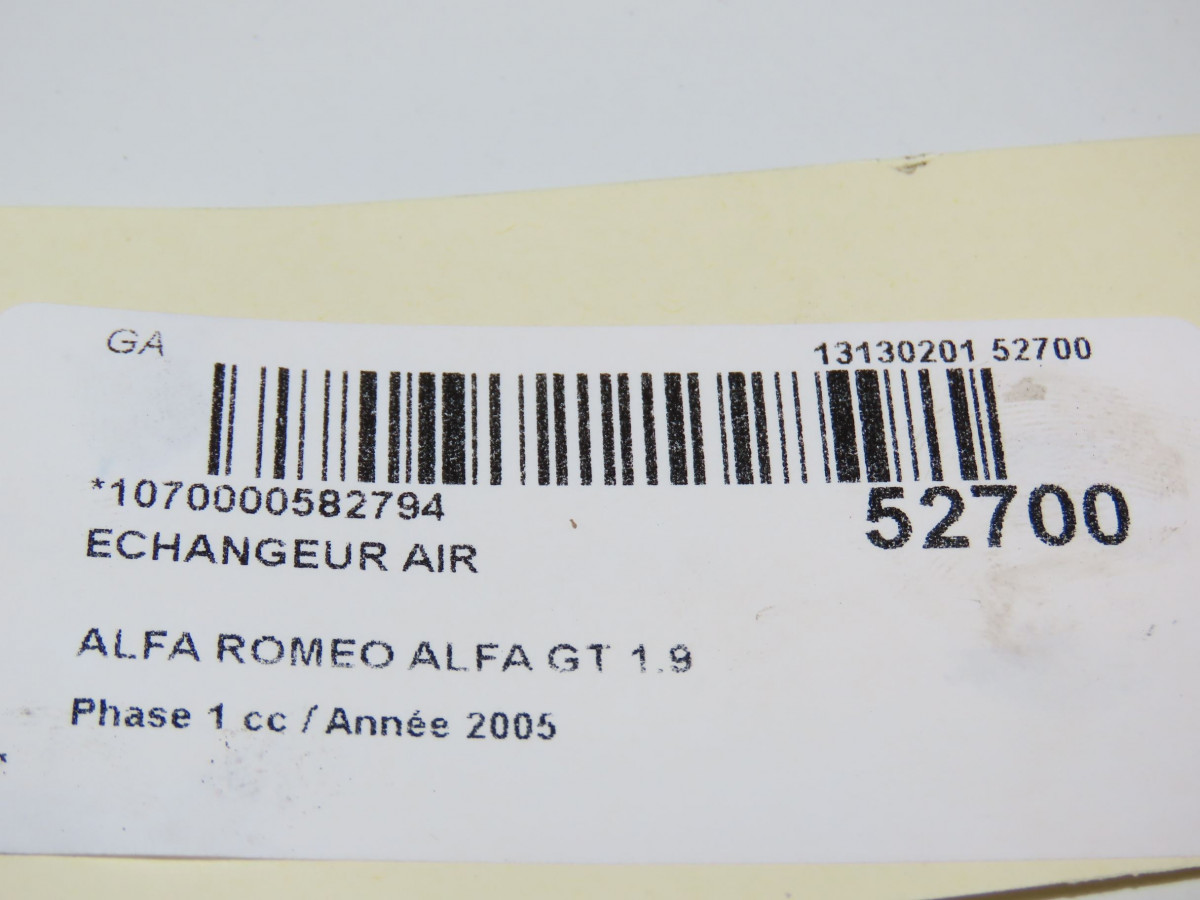 GA
13130201 52700
*1070000582794
52700
ECHANGEUR AIR
ALFA ROMEO ALFA GT 1.9
Phase 1 cc / Année 2005